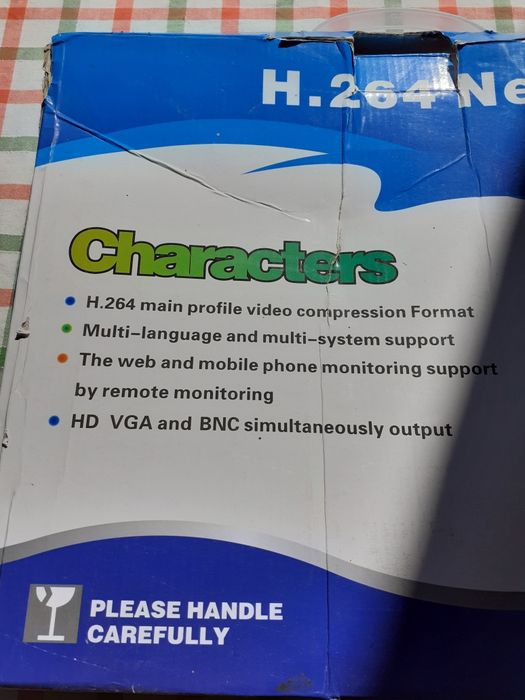 H.264 Ne
Characters
H.264 main profile video compression Format
Multi-language and multi-system support
The web and mobile phone monitoring support
by remote monitoring
HD VGA and BNC simultaneously output
PLEASE HANDLE
CAREFULLY